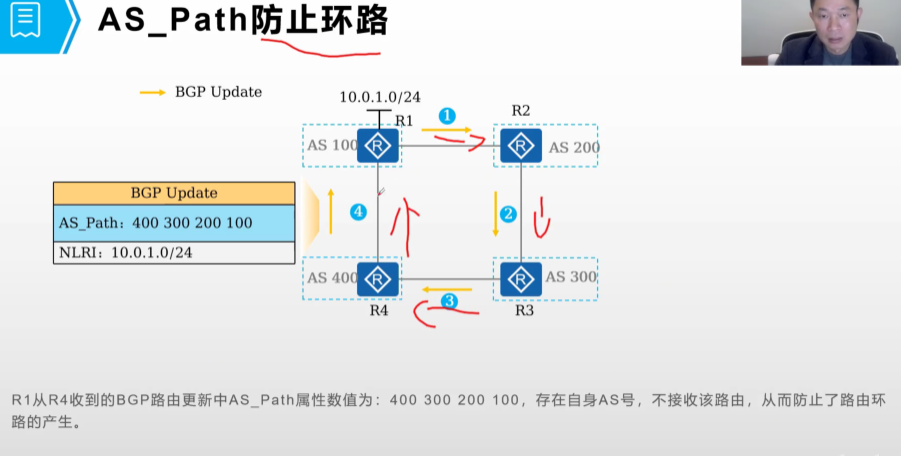 AS_Path防止环路
BGP Update
10.0.1.0/24
R1
1
R2
AS 100
R
R
AS 200
BGP Update
AS_Path：400 300 200 100
NLRI：10.0.1.0/24
4
2
AS 400
R
R
AS 300
3
R4
R3
R1从R4收到的BGP路由更新中AS_Path属性数值为：400 300 200 100，存在自身AS号，不接收该路由，从而防止了路由环
路的产生。